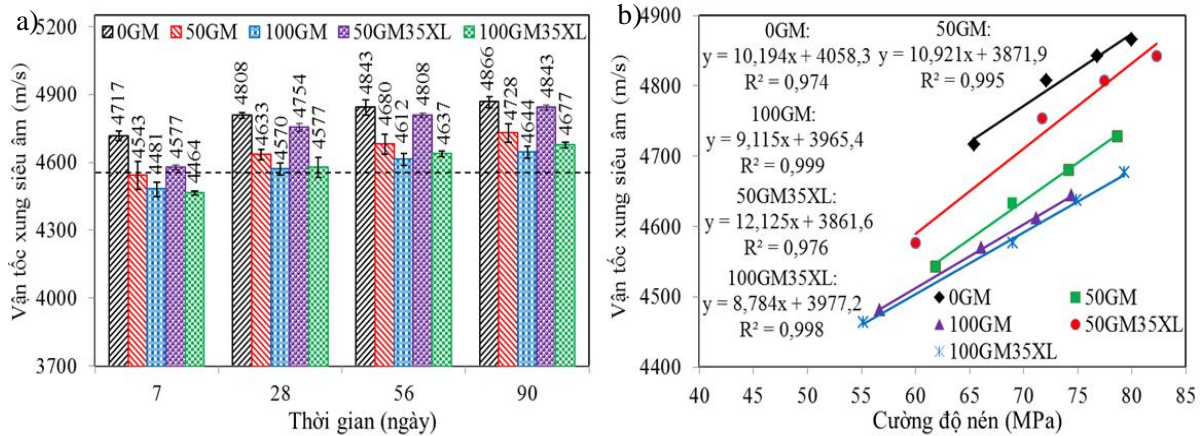 a)
0GM 50GM 100GM 50GM35XL 100GM35XL
Vận tốc xung siêu âm (m/s)
5200
4900
4600
4300
4000
3700
4717 4543 4481 4577 4464
4808 4633 4570 4754 4577
4843 4680 4612 4808 4637
4866 4728 4644 4843 4677
7 28 56 90
Thời gian (ngày)
b)
Vận tốc xung siêu âm (m/s)
4900
4800
4700
4600
4500
4400
0GM:
y = 10,194x + 4058,3
R² = 0,974
50GM:
y = 10,921x + 3871,9
R² = 0,995
100GM:
y = 9,115x + 3965,4
R² = 0,999
50GM35XL:
y = 12,125x + 3861,6
R² = 0,976
100GM35XL:
y = 8,784x + 3977,2
R² = 0,998
0GM 50GM
100GM 50GM35XL
100GM35XL
40 45 50 55 60 65 70 75 80 85
Cường độ nén (MPa)